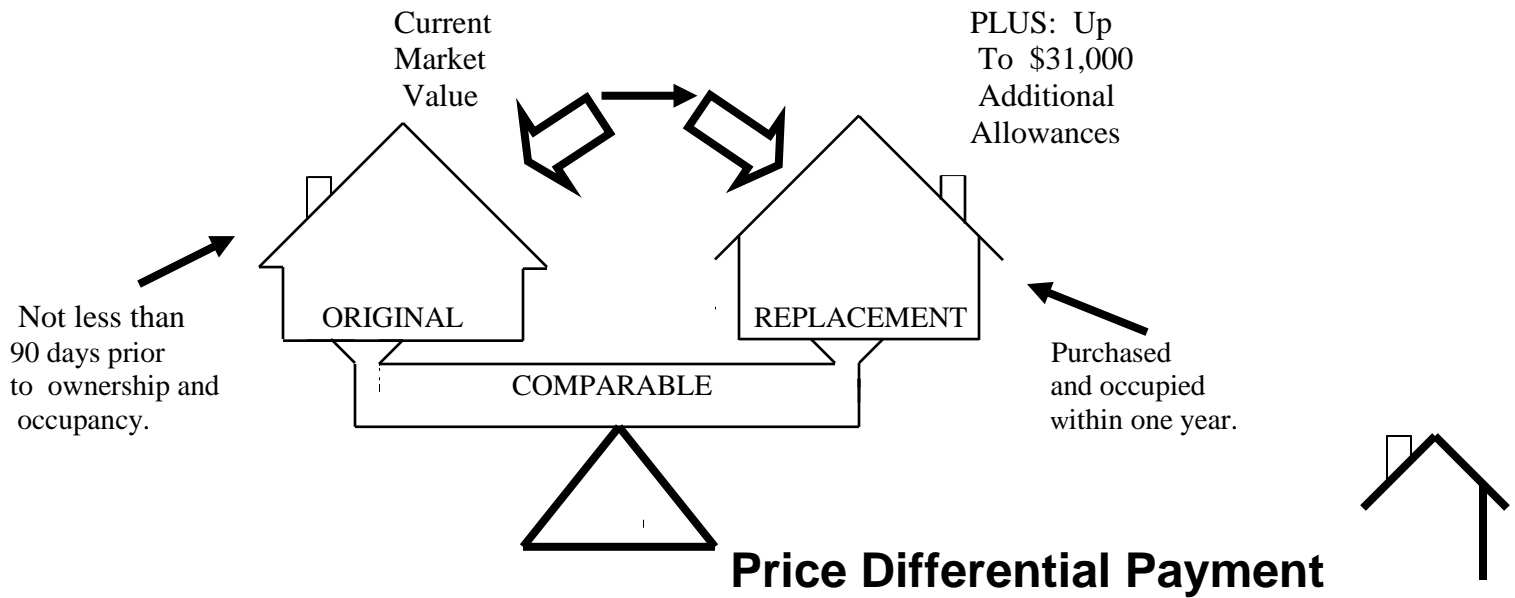 Current
Market
Value
PLUS: Up
To $31,000
Additional
Allowances
Not less than
90 days prior
to ownership and
occupancy.
ORIGINAL
REPLACEMENT
COMPARABLE
Purchased
and occupied
within one year.
Price Differential Payment